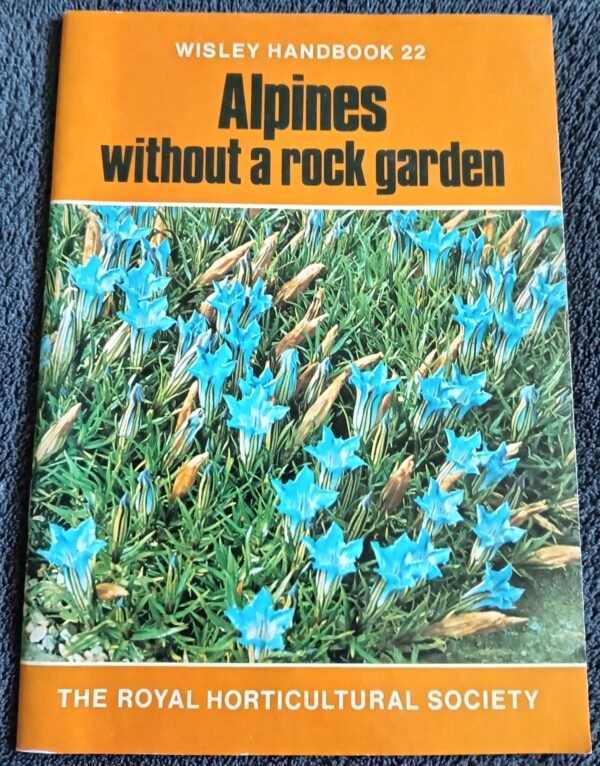 WISLEY HANDBOOK 22
Alpines
without a rock garden
THE ROYAL HORTICULTURAL SOCIETY